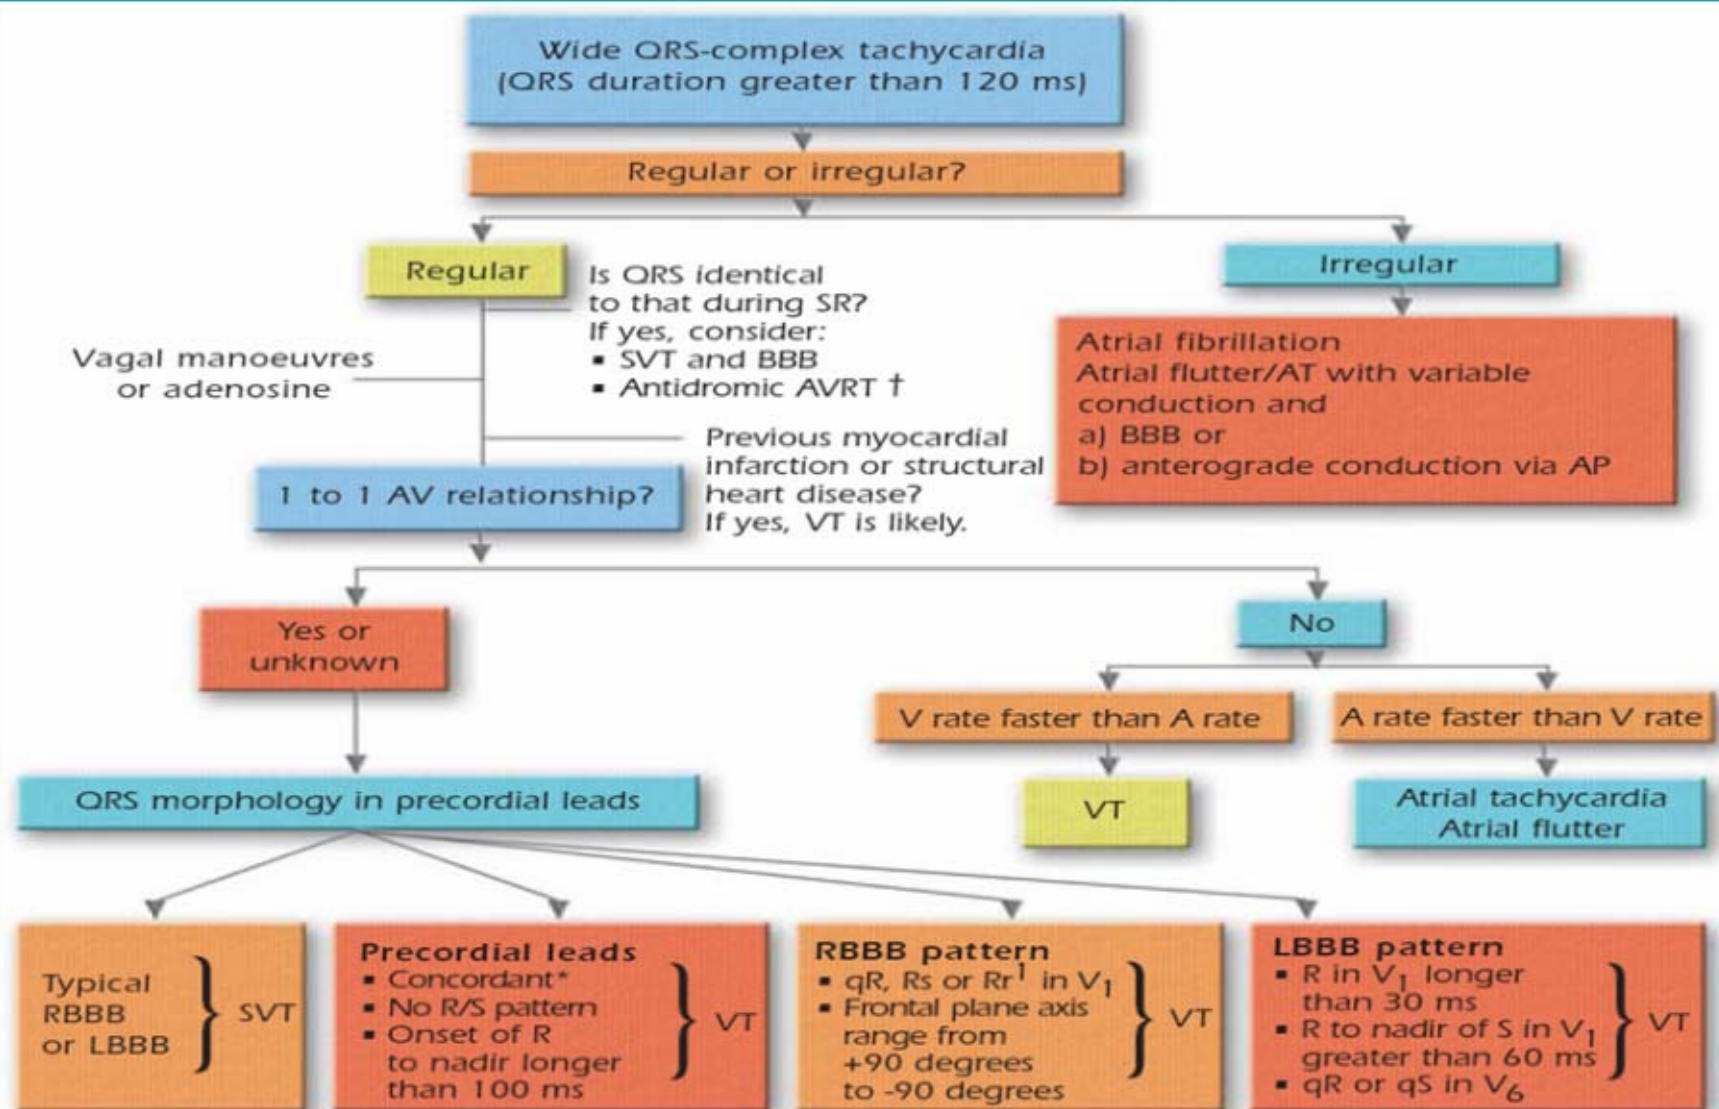 Wide QRS-complex tachycardia
(QRS duration greater than 120 ms)
Regular or irregular?
Regular
Is QRS identical
to that during SR?
If yes, consider:
▪ SVT and BBB
▪ Antidromic AVRT †
Irregular
Vagal manoeuvres
or adenosine
Atrial fibrillation
Atrial flutter/AT with variable
conduction and
a) BBB or
b) anterograde conduction via AP
Previous myocardial
infarction or structural
heart disease?
If yes, VT is likely.
1 to 1 AV relationship?
Yes or
unknown
No
V rate faster than A rate
A rate faster than V rate
QRS morphology in precordial leads
VT
Atrial tachycardia
Atrial flutter
Typical
RBBB
or LBBB
SVT
Precordial leads
▪ Concordant*
▪ No R/S pattern
▪ Onset of R
to nadir longer
than 100 ms
VT
RBBB pattern
▪ qR, Rs or Rr¹ in V₁
▪ Frontal plane axis
range from
+90 degrees
to -90 degrees
VT
LBBB pattern
▪ R in V₁ longer
than 30 ms
▪ R to nadir of S in V₁
greater than 60 ms
▪ qR or qS in V₆
VT